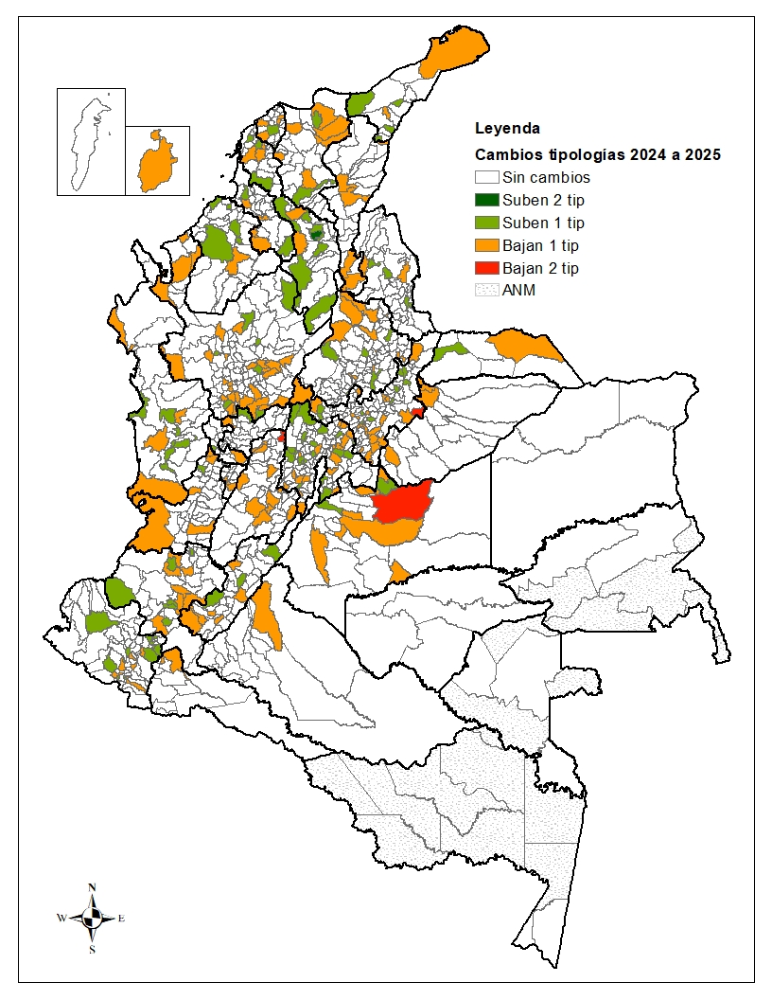 Leyenda
Cambios tipologías 2024 a 2025
Sin cambios
Suben 2 tip
Suben 1 tip
Bajan 1 tip
Bajan 2 tip
ANM
N
W E
S